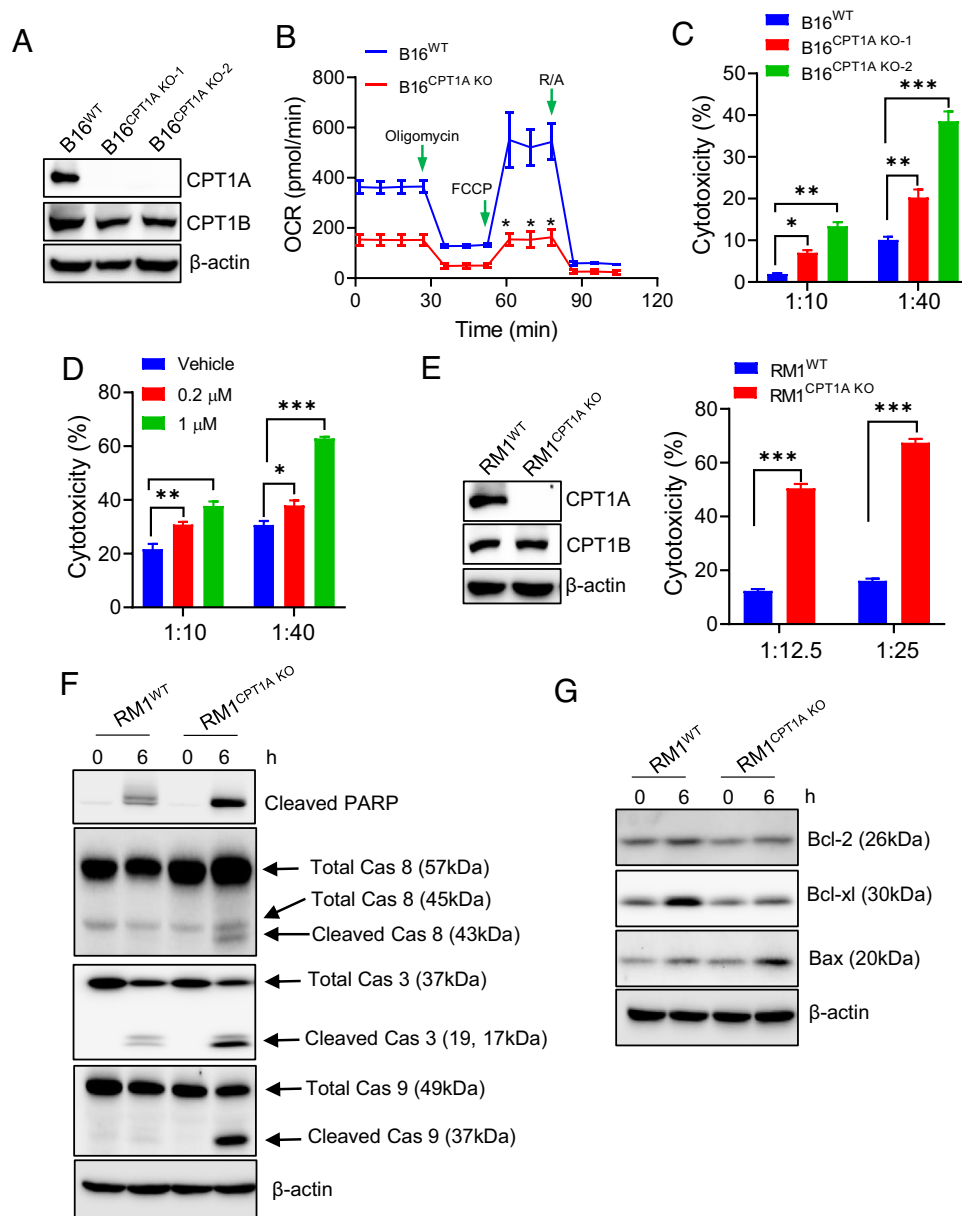 A
B16WT
B16CPT1A KO-1
B16CPT1A KO-2
CPT1A
CPT1B
β-actin
B
B16WT
B16CPT1A KO
OCR (pmol/min)
800
600
400
200
0
Oligomycin
FCCP
R/A
* * *
0 30 60 90 120
Time (min)
C
B16WT
B16CPT1A KO-1
B16CPT1A KO-2
Cytotoxicity (%)
50
40
30
20
10
0
**
*
***
**
1:10 1:40
D
Vehicle
0.2 μM
1 μM
Cytotoxicity (%)
80
60
40
20
0
**
***
*
1:10 1:40
E
RM1WT
RM1CPT1A KO
CPT1A
CPT1B
β-actin
RM1WT
RM1CPT1A KO
Cytotoxicity (%)
80
60
40
20
0
***
***
1:12.5 1:25
F
RM1WT
RM1CPT1A KO
0 6 0 6 h
Cleaved PARP
Total Cas 8 (57kDa)
Total Cas 8 (45kDa)
Cleaved Cas 8 (43kDa)
Total Cas 3 (37kDa)
Cleaved Cas 3 (19, 17kDa)
Total Cas 9 (49kDa)
Cleaved Cas 9 (37kDa)
β-actin
G
RM1WT
RM1CPT1A KO
0 6 0 6 h
Bcl-2 (26kDa)
Bcl-xl (30kDa)
Bax (20kDa)
β-actin